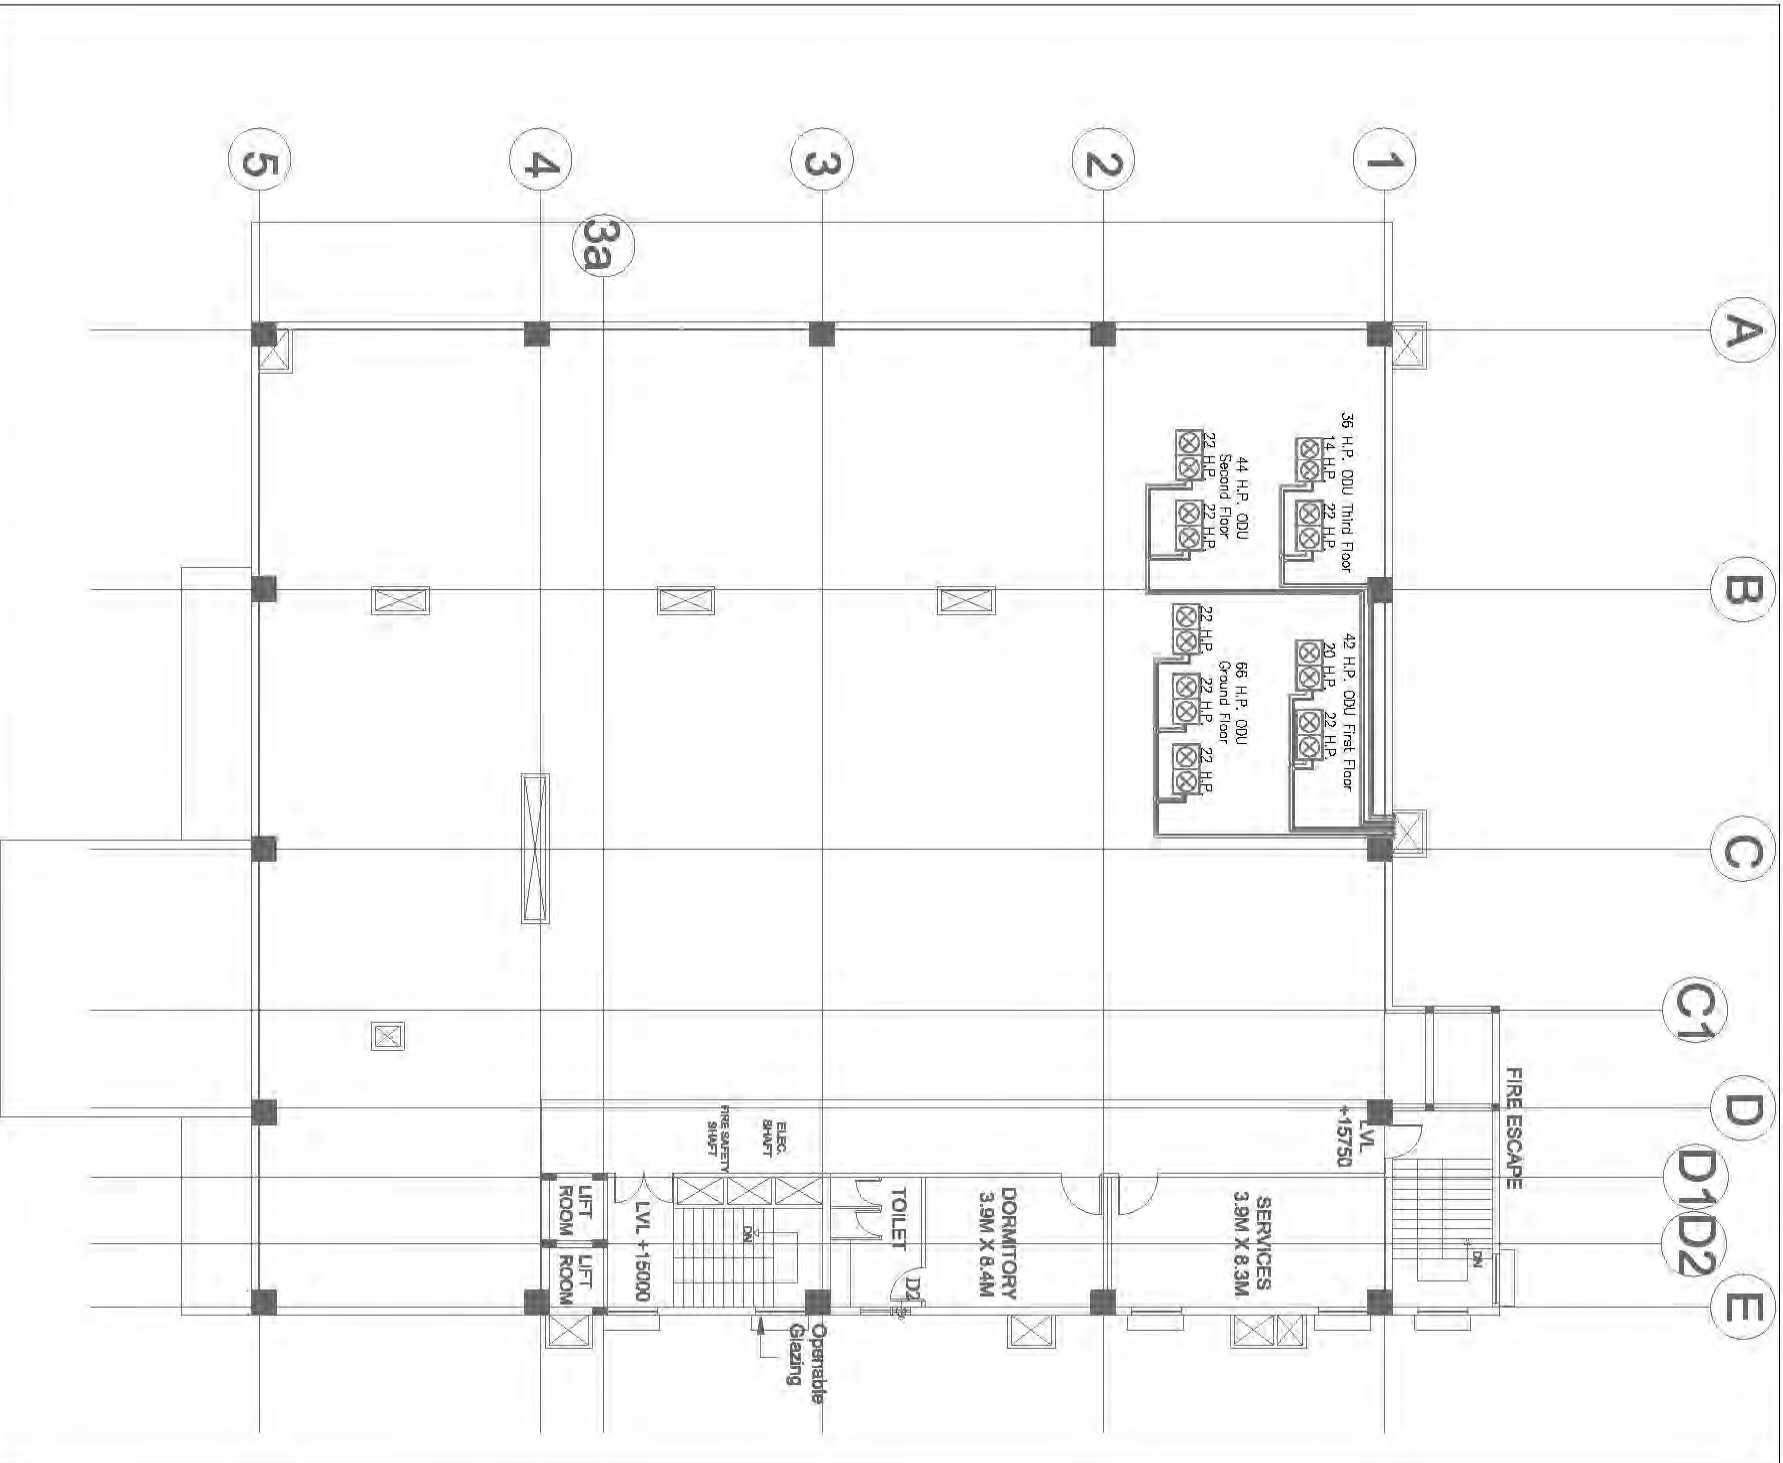 5
4
3a
3
2
1
A
B
C
C1
D
D1
D2
E
36 H.P. ODU Third Floor
14 H.P.
22 H.P.
44 H.P. ODU
Second Floor
22 H.P.
22 H.P.
42 H.P. ODU First Floor
20 H.P.
22 H.P.
66 H.P. ODU
Ground Floor
22 H.P.
22 H.P.
22 H.P.
FIRE ESCAPE
LVL
+15750
DN
SERVICES
3.9M X 8.3M
DORMITORY
3.9M X 8.4M
TOILET
D2
ELEC.
SHAFT
FIRE SAFETY
SHAFT
DN
LVL +15000
LIFT
ROOM
LIFT
ROOM
Openable
Glazing